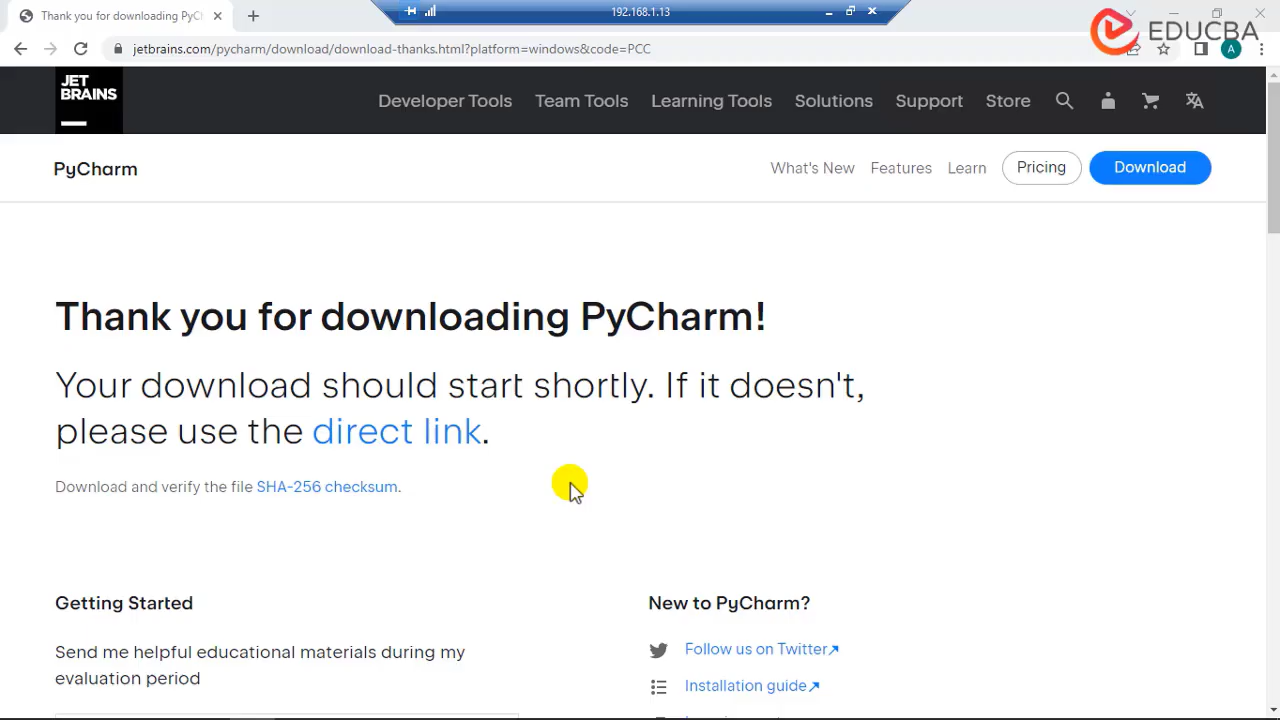 Thank you for downloading PyC
192.168.1.13
EDUCBA
jetbrains.com/pycharm/download/download-thanks.html?platform=windows&code=PCC
A
JET
BRAINS
Developer Tools Team Tools Learning Tools Solutions Support Store
PyCharm What's New Features Learn Pricing Download
Thank you for downloading PyCharm!
Your download should start shortly. If it doesn't,
please use the direct link.
Download and verify the file SHA-256 checksum.
Getting Started
Send me helpful educational materials during my
evaluation period
New to PyCharm?
Follow us on Twitter↗
Installation guide↗